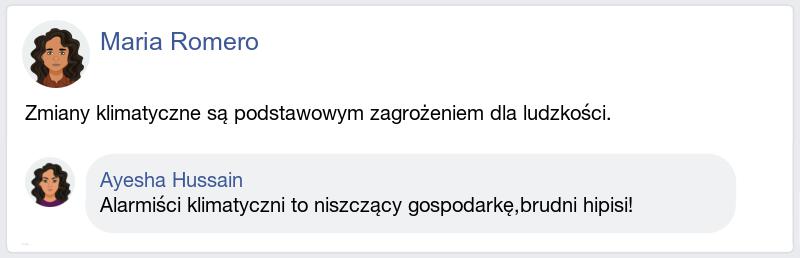 Maria Romero
Zmiany klimatyczne są podstawowym zagrożeniem dla ludzkości.
Ayesha Hussain
Alarmiści klimatyczni to niszczący gospodarkę,brudni hipisi!